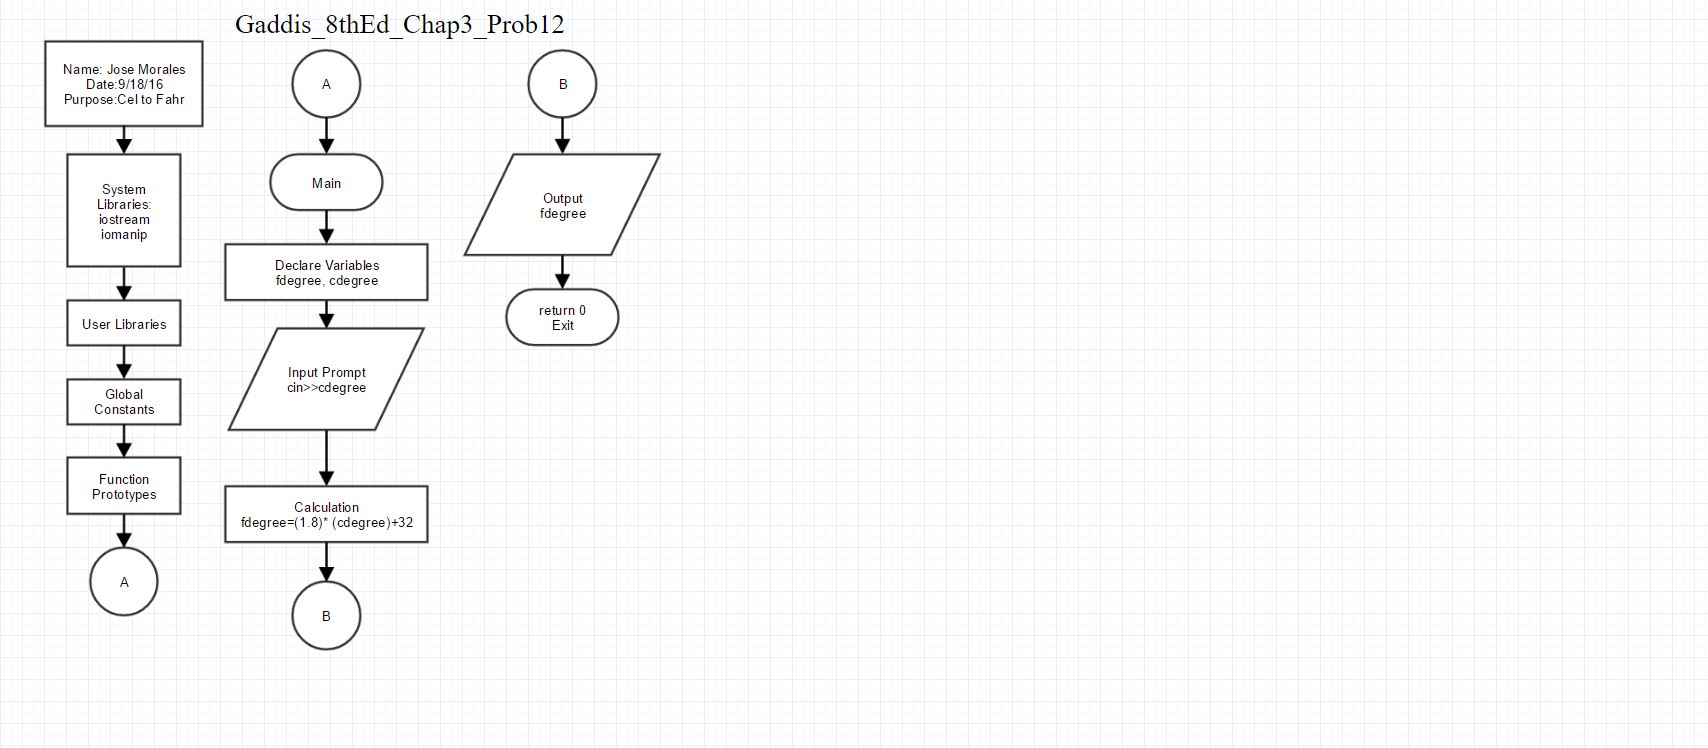 Gaddis_8thEd_Chap3_Prob12
Name: Jose Morales
Date:9/18/16
Purpose:Cel to Fahr
System
Libraries:
iostream
iomanip
User Libraries
Global
Constants
Function
Prototypes
A
A
Main
Declare Variables
fdegree, cdegree
Input Prompt
cin>>cdegree
Calculation
fdegree=(1.8)* (cdegree)+32
B
B
Output
fdegree
return 0
Exit